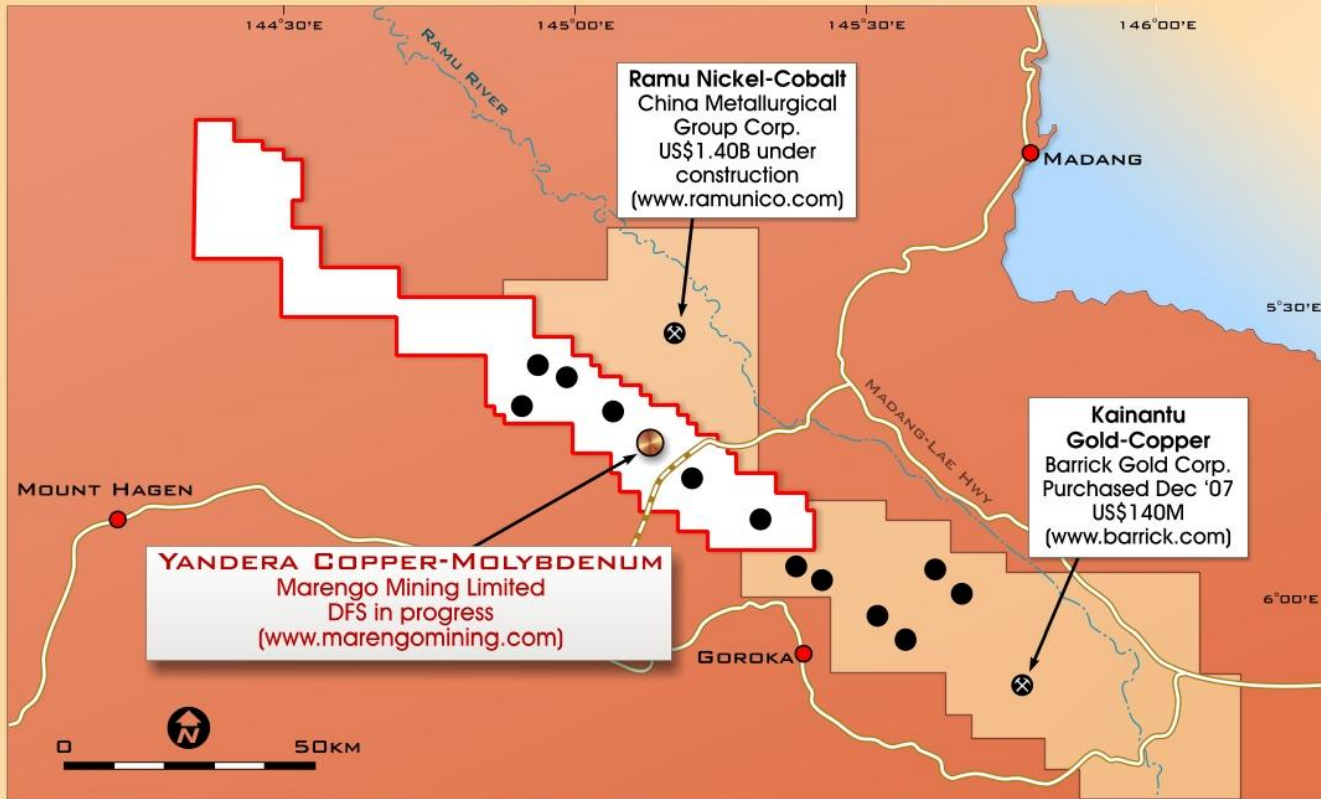 144°30'E
145°00'E
145°30'E
146°00'E
RAMU RIVER
Ramu Nickel-Cobalt
China Metallurgical
Group Corp.
US$1.40B under
construction
(www.ramunico.com)
MADANG
5°30'E
MADANG-LAE HWY
Kainantu
Gold-Copper
Barrick Gold Corp.
Purchased Dec '07
US$140M
(www.barrick.com)
MOUNT HAGEN
YANDERA COPPER-MOLYBDENUM
Marengo Mining Limited
DFS in progress
(www.marengomining.com)
6°00'E
GOROKA
N
0 50KM